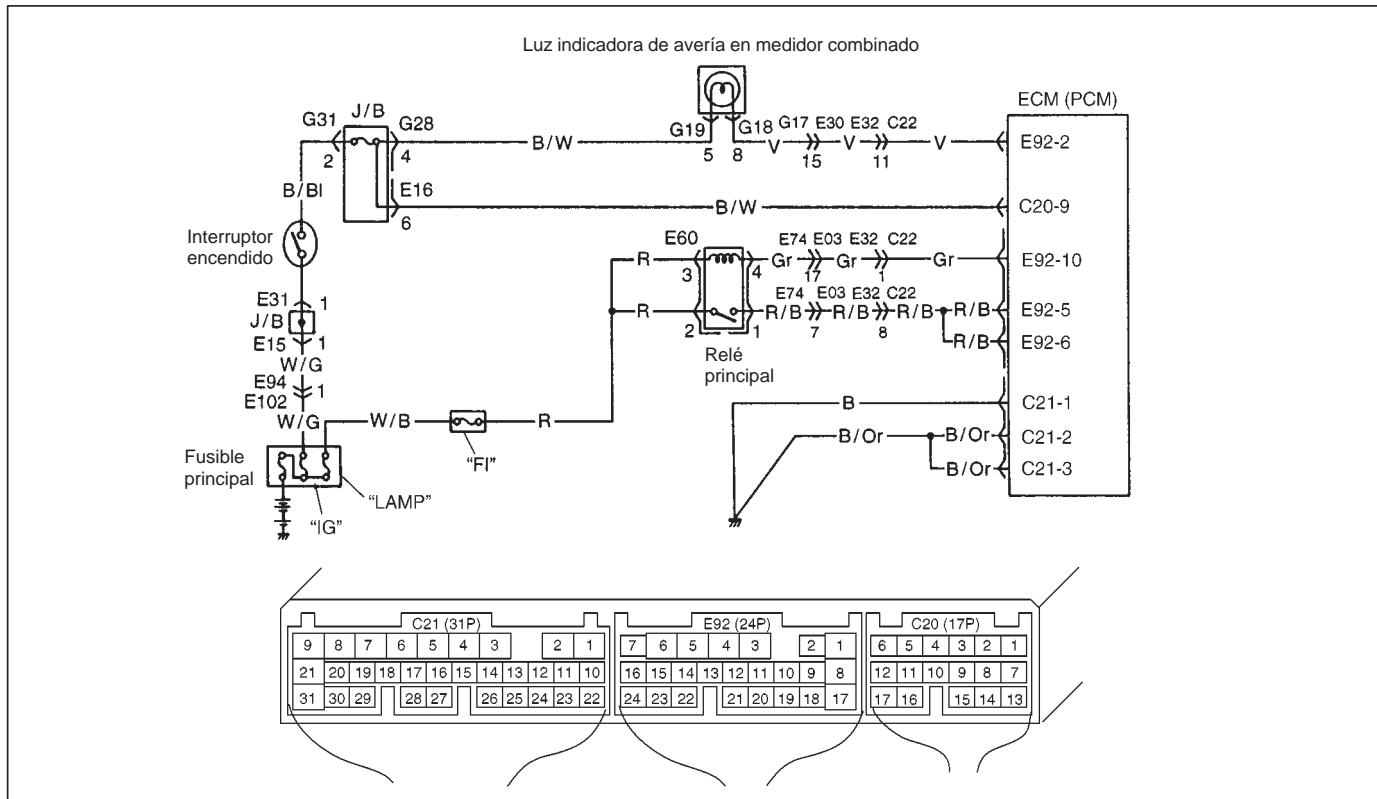 Luz indicadora de avería en medidor combinado
ECM (PCM)
J/B
G31
G28
G19
G18
G17 E30 E32 C22
2
4
B/W
5
8
V
15
V
11
V
E92-2
B/Bl
E16
6
B/W
C20-9
Interruptor
encendido
E60
E74 E03 E32 C22
R
3
4
Gr
17
Gr
1
Gr
E92-10
E31
1
J/B
E15
1
E74 E03 E32 C22
R
2
1
R/B
7
R/B
8
R/B
R/B
E92-5
R/B
E92-6
Relé
principal
W/G
E94
1
E102
W/G
W/B
R
"FI"
B
C21-1
B/Or
B/Or
C21-2
B/Or
C21-3
Fusible
principal
"LAMP"
"IG"
C21 (31P)
E92 (24P)
C20 (17P)
9 8 7 6 5 4 3 2 1
7 6 5 4 3 2 1
6 5 4 3 2 1
21 20 19 18 17 16 15 14 13 12 11 10
16 15 14 13 12 11 10 9 8
12 11 10 9 8 7
31 30 29 28 27 26 25 24 23 22
24 23 22 21 20 19 18 17
17 16 15 14 13